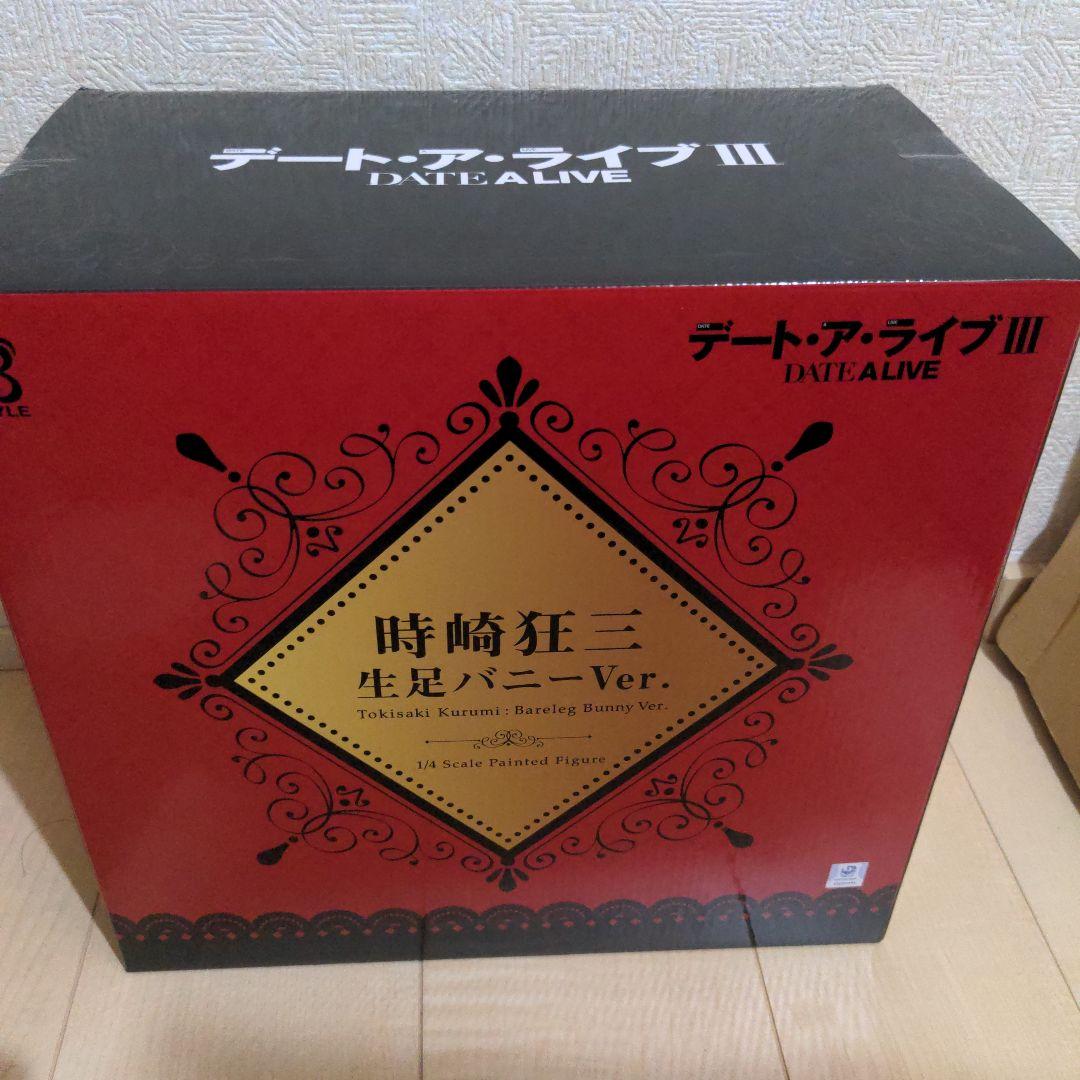 デート・ア・ライブⅢ
DATE A LIVE
デート・ア・ライブⅢ
DATE A LIVE
時崎狂三
生足バニーVer.
Tokisaki Kurumi : Bareleg Bunny Ver.
1/4 Scale Painted Figure